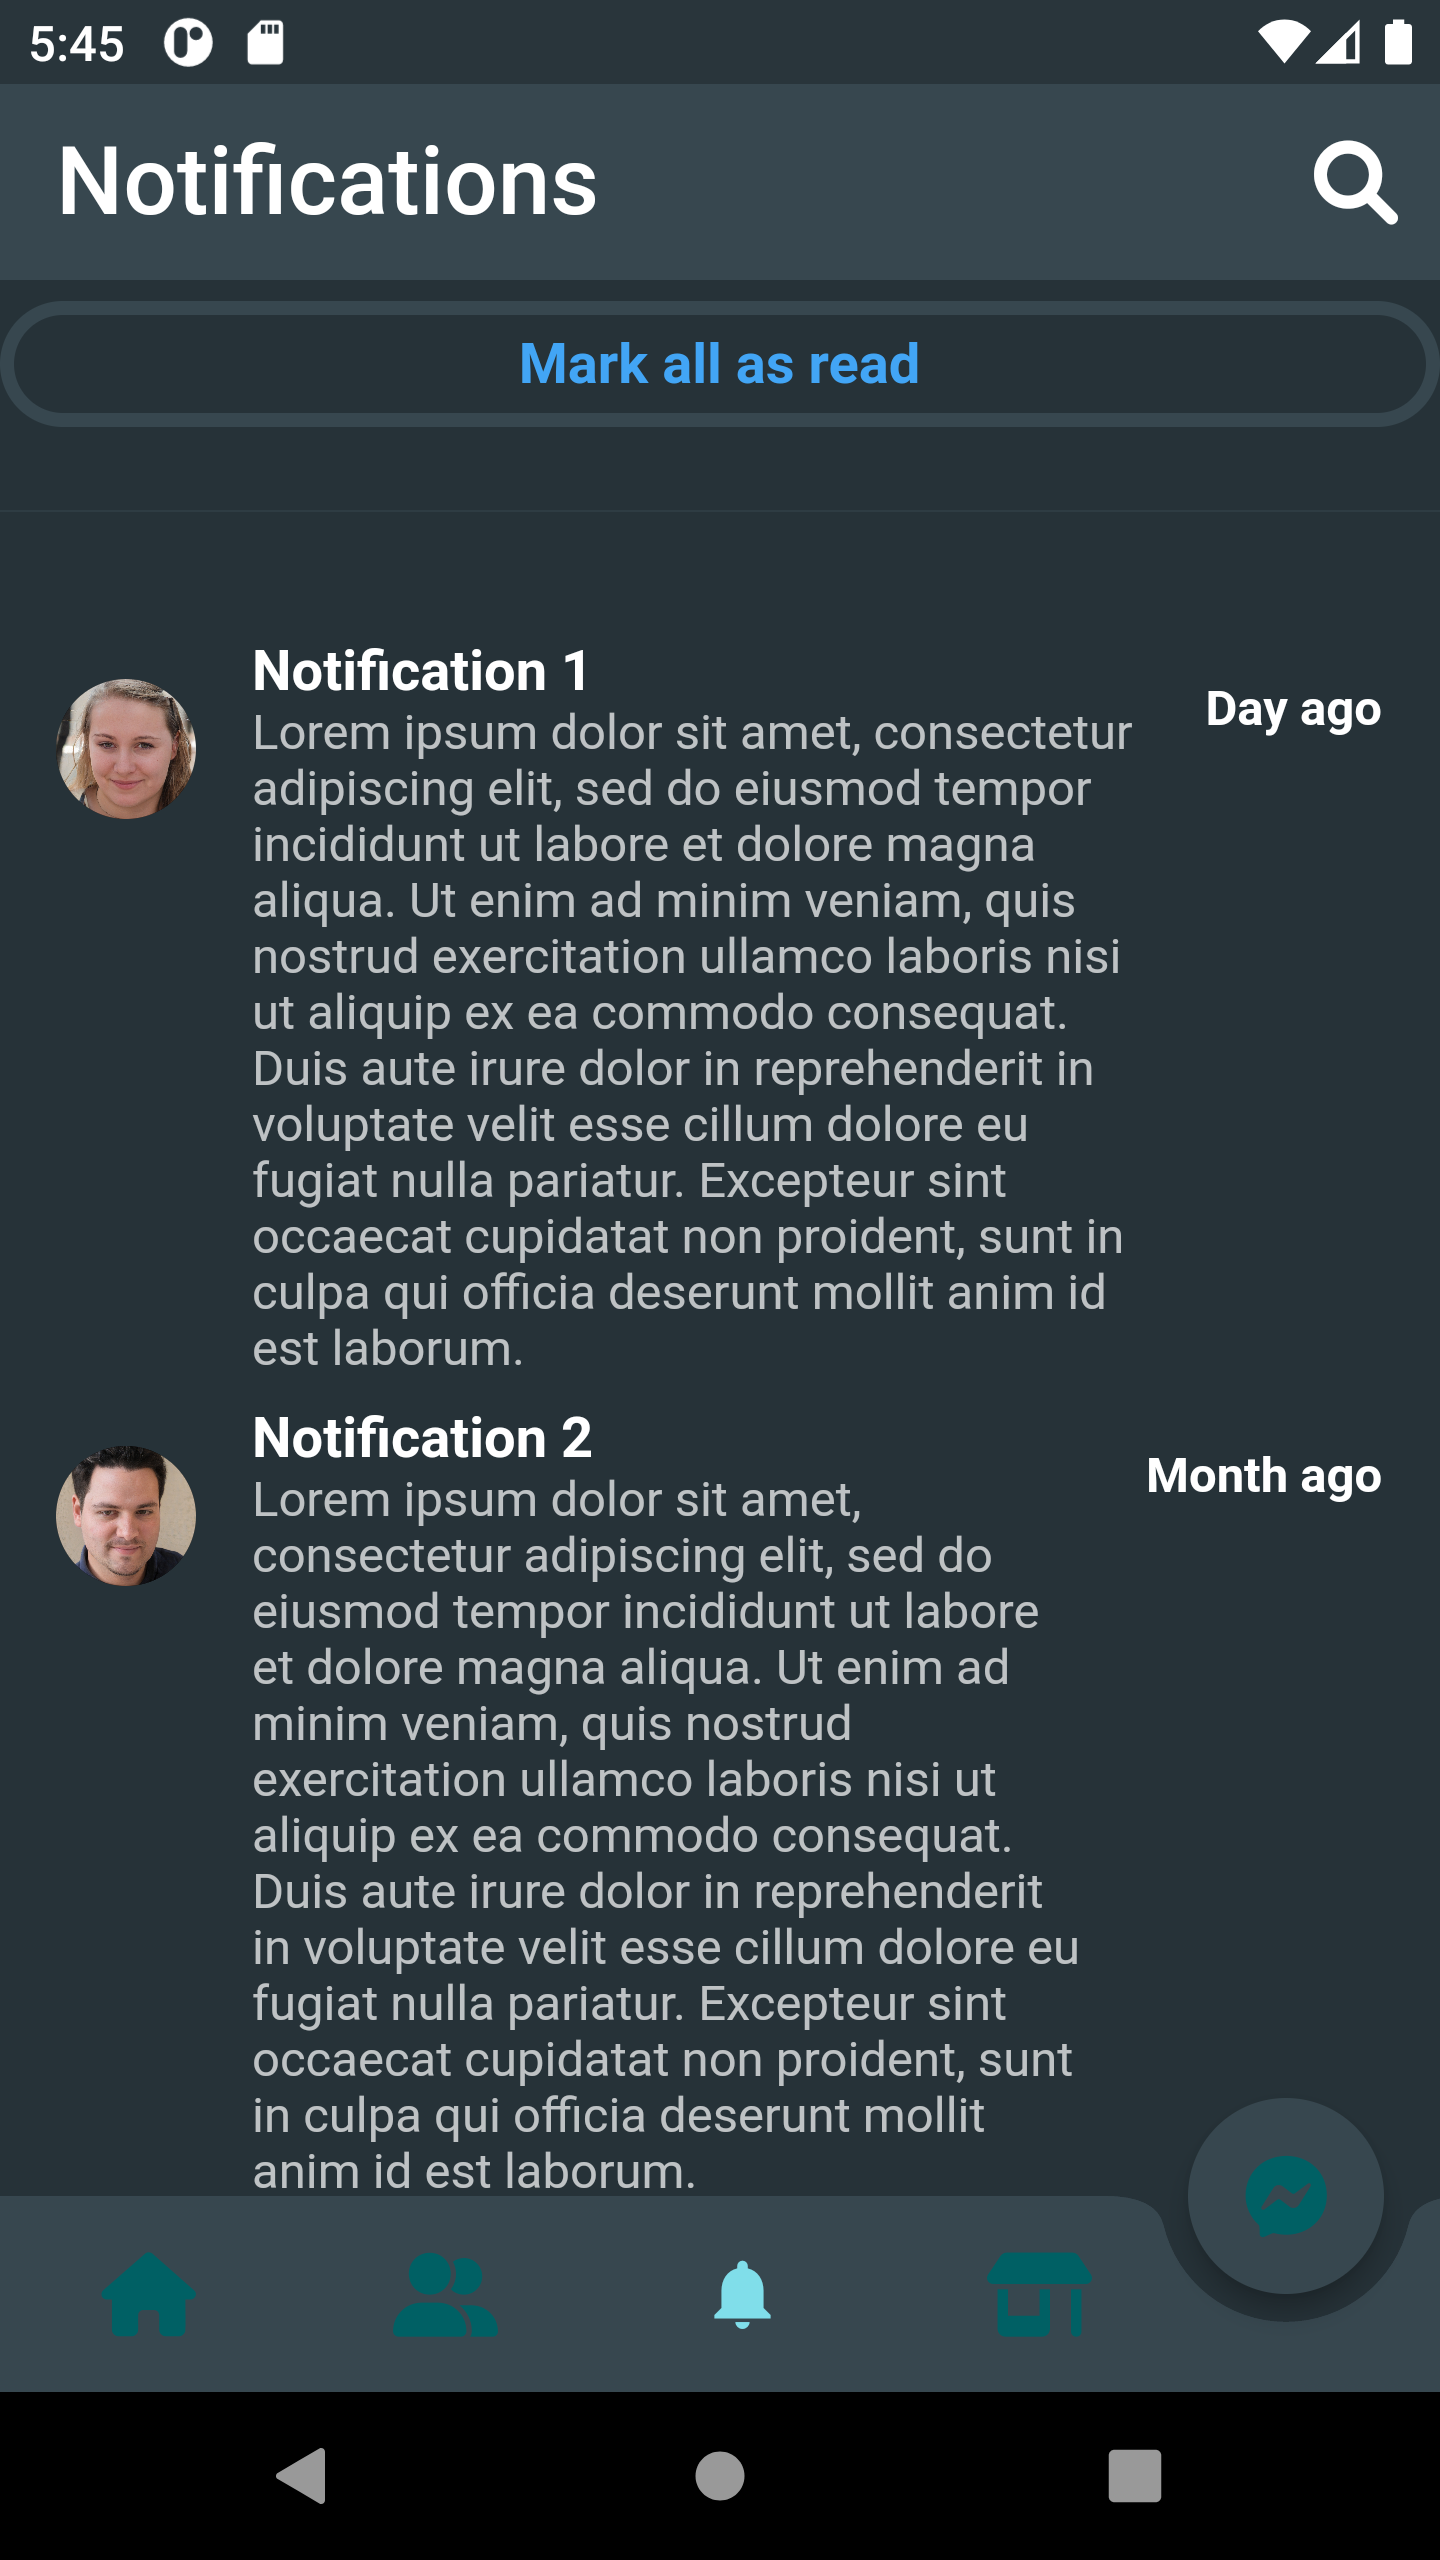 5:45
Notifications
Mark all as read
Notification 1
Day ago
Lorem ipsum dolor sit amet, consectetur
adipiscing elit, sed do eiusmod tempor
incididunt ut labore et dolore magna
aliqua. Ut enim ad minim veniam, quis
nostrud exercitation ullamco laboris nisi
ut aliquip ex ea commodo consequat.
Duis aute irure dolor in reprehenderit in
voluptate velit esse cillum dolore eu
fugiat nulla pariatur. Excepteur sint
occaecat cupidatat non proident, sunt in
culpa qui officia deserunt mollit anim id
est laborum.
Notification 2
Month ago
Lorem ipsum dolor sit amet,
consectetur adipiscing elit, sed do
eiusmod tempor incididunt ut labore
et dolore magna aliqua. Ut enim ad
minim veniam, quis nostrud
exercitation ullamco laboris nisi ut
aliquip ex ea commodo consequat.
Duis aute irure dolor in reprehenderit
in voluptate velit esse cillum dolore eu
fugiat nulla pariatur. Excepteur sint
occaecat cupidatat non proident, sunt
in culpa qui officia deserunt mollit
anim id est laborum.